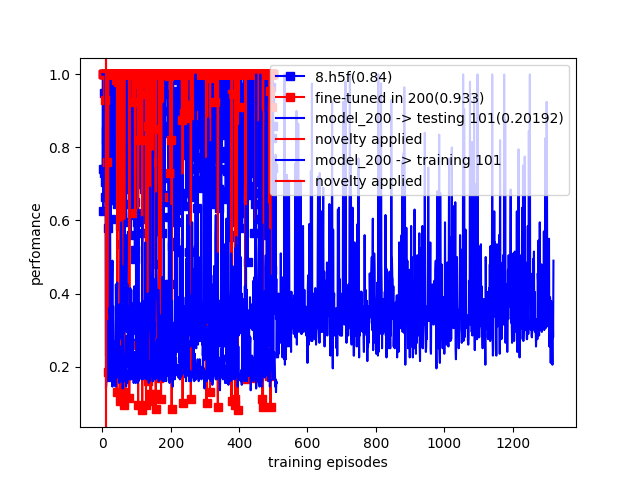 1.0
0.8
0.6
0.4
0.2
perfomance
8.h5f(0.84)
fine-tuned in 200(0.933)
model_200 -> testing 101(0.20192)
novelty applied
model_200 -> training 101
novelty applied
0 200 400 600 800 1000 1200
training episodes